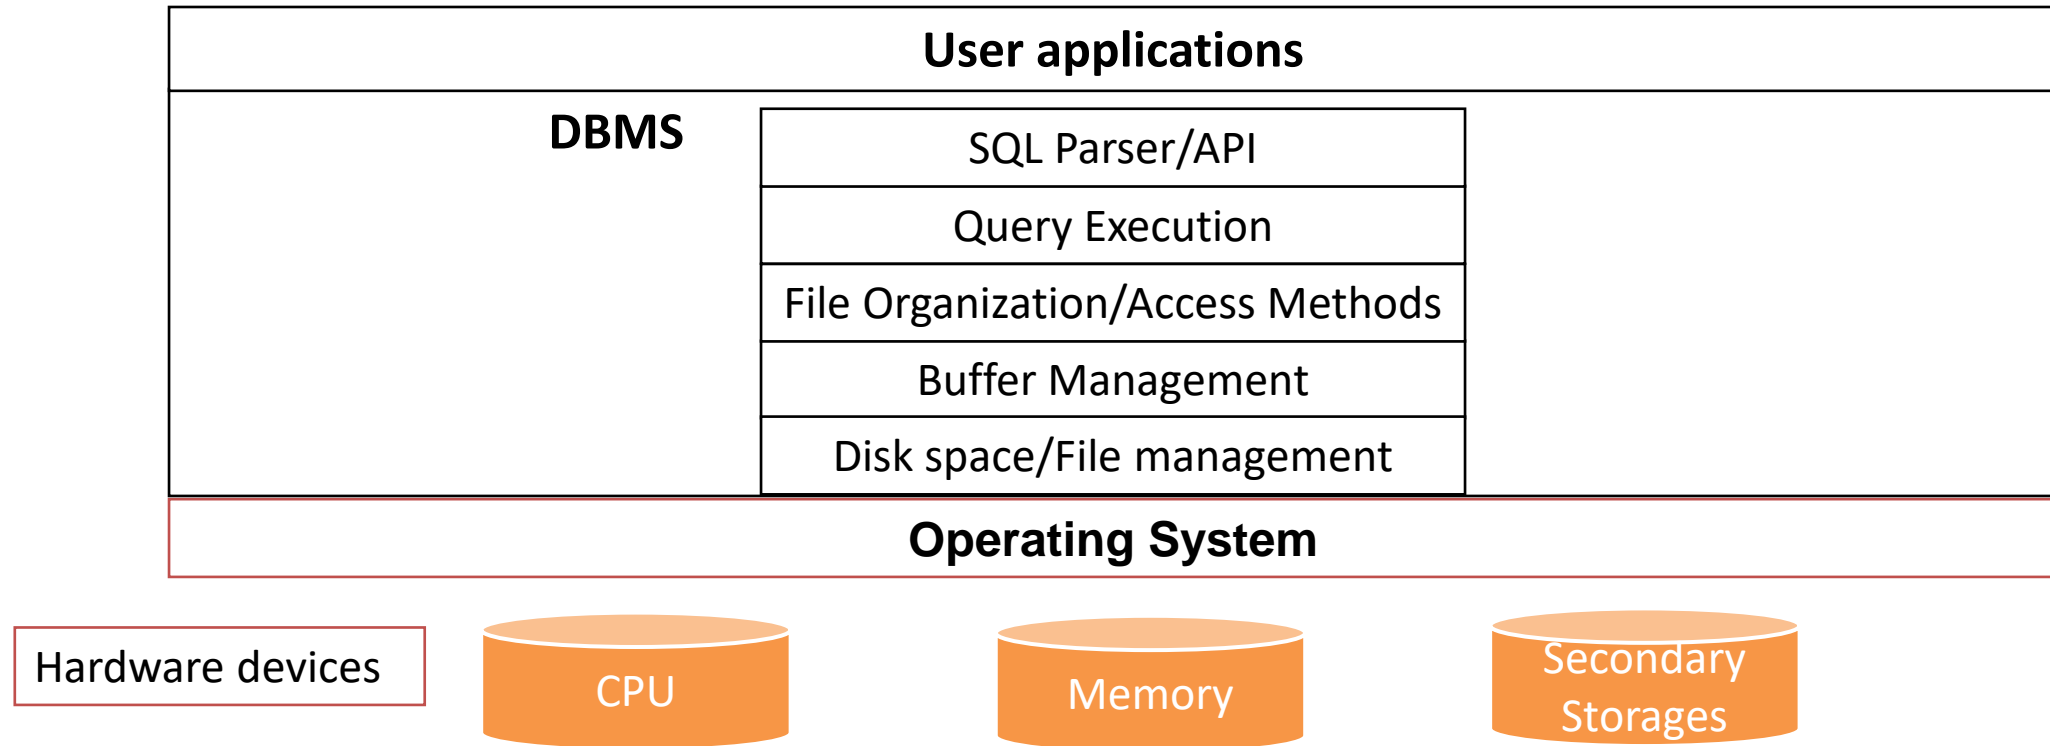 User applications
DBMS
SQL Parser/API
Query Execution
File Organization/Access Methods
Buffer Management
Disk space/File management
Operating System
Hardware devices
CPU
Memory
Secondary
Storages